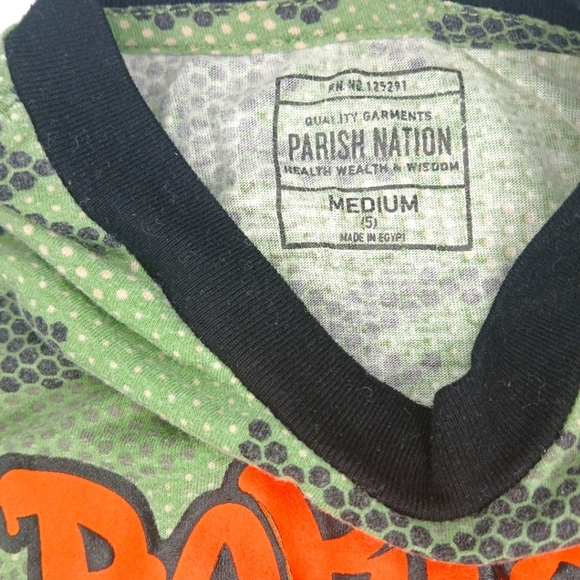 RN. NO. 125291
QUALITY GARMENTS
PARISH NATION
HEALTH WEALTH & WISDOM
MEDIUM
(5)
MADE IN EGYPT